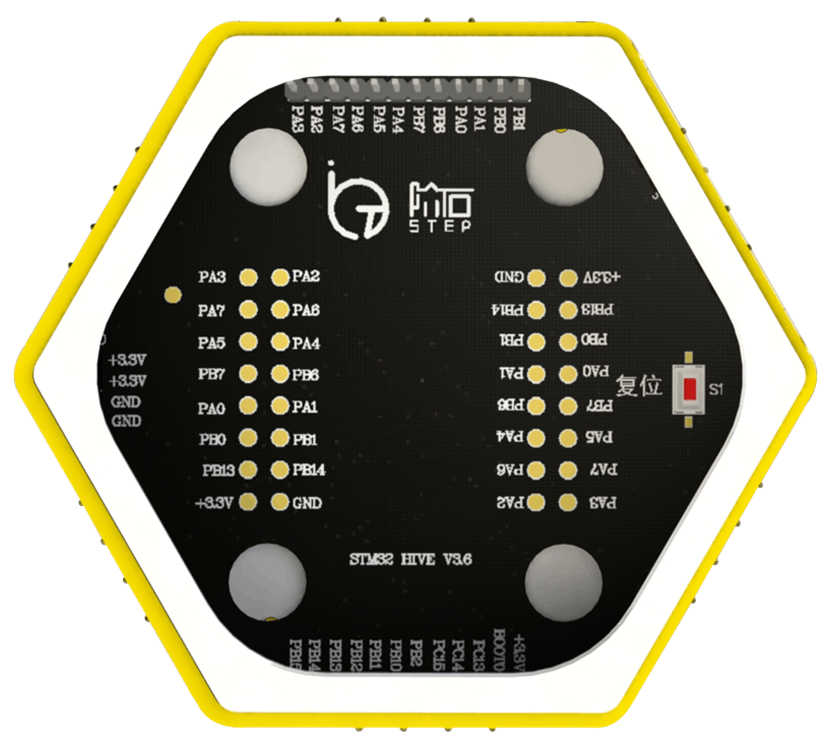 PA3 PA2 PA7 PA6 PA5 PA4 PB7 PB6 PA0 PA1 PB0 PB1
STEP
PA3 PA2
PA7 PA6
PA5 PA4
PB7 PB6
PA0 PA1
PB0 PB1
PB13 PB14
+3.3V GND
GND +3.3V
PB14 PB13
PB1 PB0
PA1 PA0
PB6 PB7
PA4 PA5
PA6 PA7
PA2 PA3
+3.3V
+3.3V
GND
GND
复位 S1
STM32 HIVE V3.6
PB15 PB14 PB13 PB12 PB11 PB10 PB2 PC15 PC14 PC13 BOOT0 +3.3V